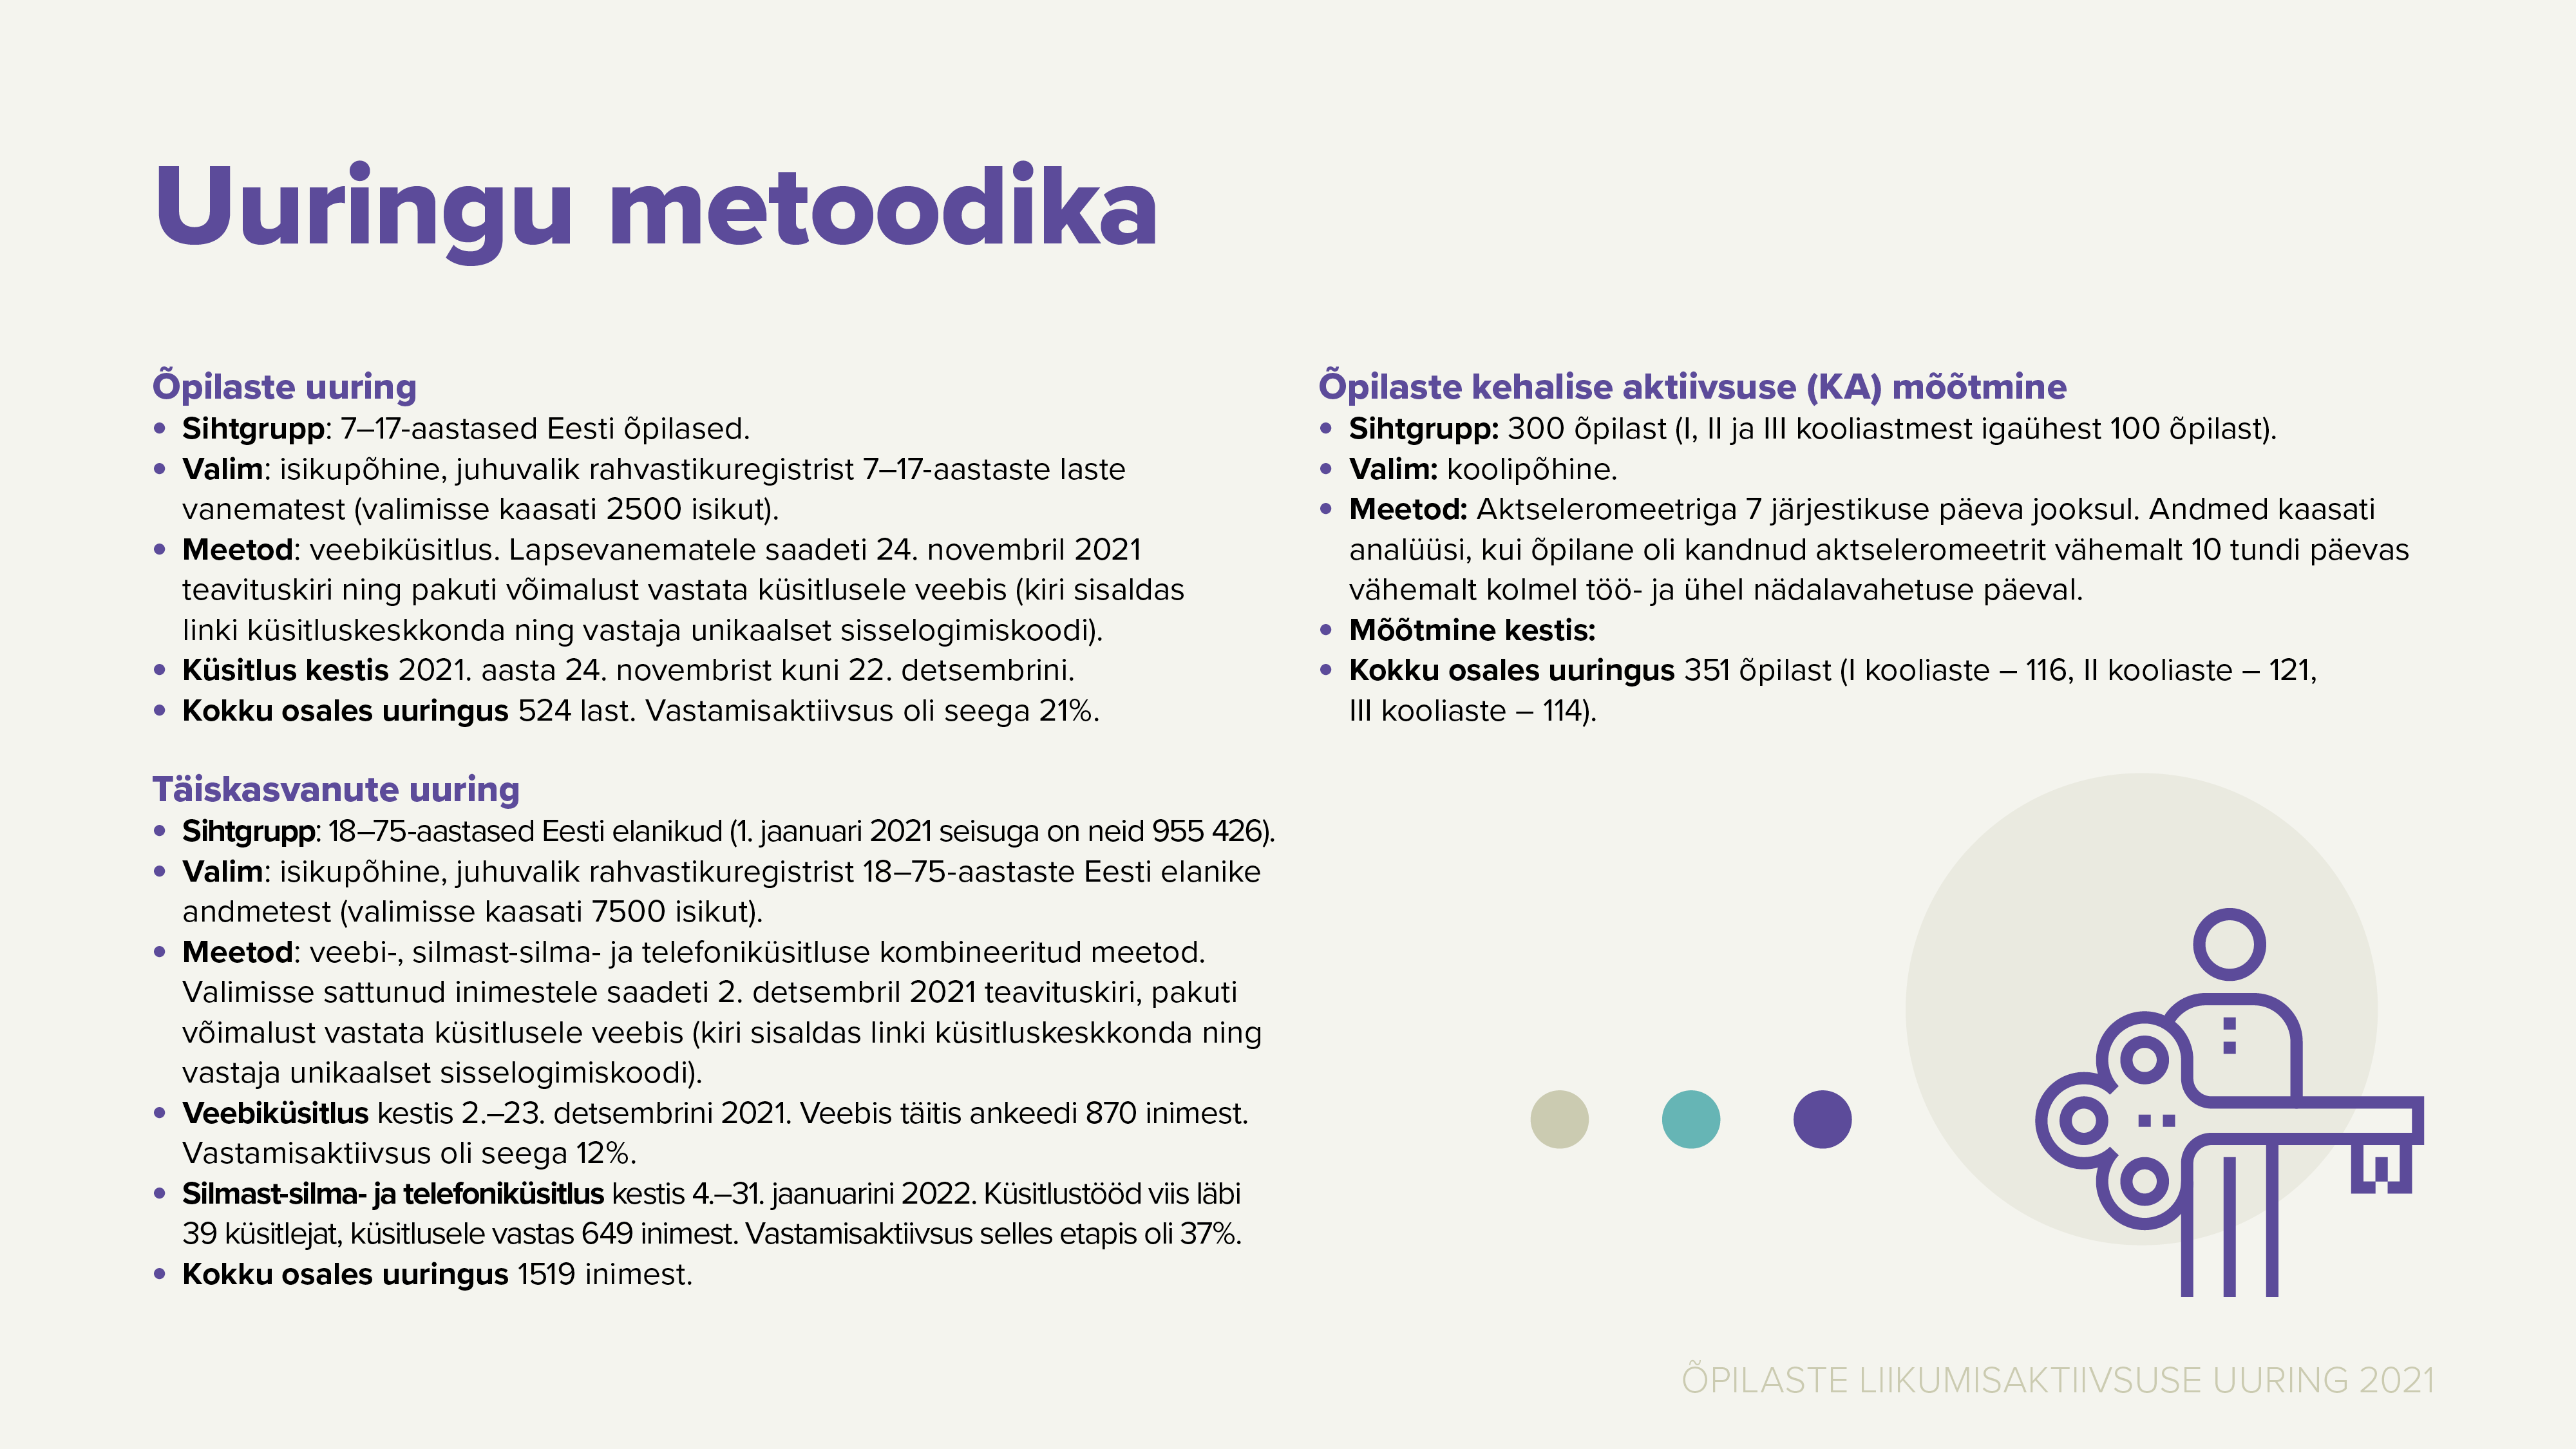 Uuringu metoodika
Õpilaste uuring
• Sihtgrupp: 7–17-aastased Eesti õpilased.
• Valim: isikupõhine, juhuvalik rahvastikuregistrist 7–17-aastaste laste
vanematest (valimisse kaasati 2500 isikut).
• Meetod: veebiküsitlus. Lapsevanematele saadeti 24. novembril 2021
teavituskiri ning pakuti võimalust vastata küsitlusele veebis (kiri sisaldas
linki küsitluskeskkonda ning vastaja unikaalset sisselogimiskoodi).
• Küsitlus kestis 2021. aasta 24. novembrist kuni 22. detsembrini.
• Kokku osales uuringus 524 last. Vastamisaktiivsus oli seega 21%.
Täiskasvanute uuring
• Sihtgrupp: 18–75-aastased Eesti elanikud (1. jaanuari 2021 seisuga on neid 955 426).
• Valim: isikupõhine, juhuvalik rahvastikuregistrist 18–75-aastaste Eesti elanike
andmetest (valimisse kaasati 7500 isikut).
• Meetod: veebi-, silmast-silma- ja telefoniküsitluse kombineeritud meetod.
Valimisse sattunud inimestele saadeti 2. detsembril 2021 teavituskiri, pakuti
võimalust vastata küsitlusele veebis (kiri sisaldas linki küsitluskeskkonda ning
vastaja unikaalset sisselogimiskoodi).
• Veebiküsitlus kestis 2.–23. detsembrini 2021. Veebis täitis ankeedi 870 inimest.
Vastamisaktiivsus oli seega 12%.
• Silmast-silma- ja telefoniküsitlus kestis 4.–31. jaanuarini 2022. Küsitlustööd viis läbi
39 küsitlejat, küsitlusele vastas 649 inimest. Vastamisaktiivsus selles etapis oli 37%.
• Kokku osales uuringus 1519 inimest.
Õpilaste kehalise aktiivsuse (KA) mõõtmine
• Sihtgrupp: 300 õpilast (I, II ja III kooliastmest igaühest 100 õpilast).
• Valim: koolipõhine.
• Meetod: Aktseleromeetriga 7 järjestikuse päeva jooksul. Andmed kaasati
analüüsi, kui õpilane oli kandnud aktseleromeetrit vähemalt 10 tundi päevas
vähemalt kolmel töö- ja ühel nädalavahetuse päeval.
• Mõõtmine kestis:
• Kokku osales uuringus 351 õpilast (I kooliaste – 116, II kooliaste – 121,
III kooliaste – 114).
ÕPILASTE LIIKUMISAKTIIVSUSE UURING 2021